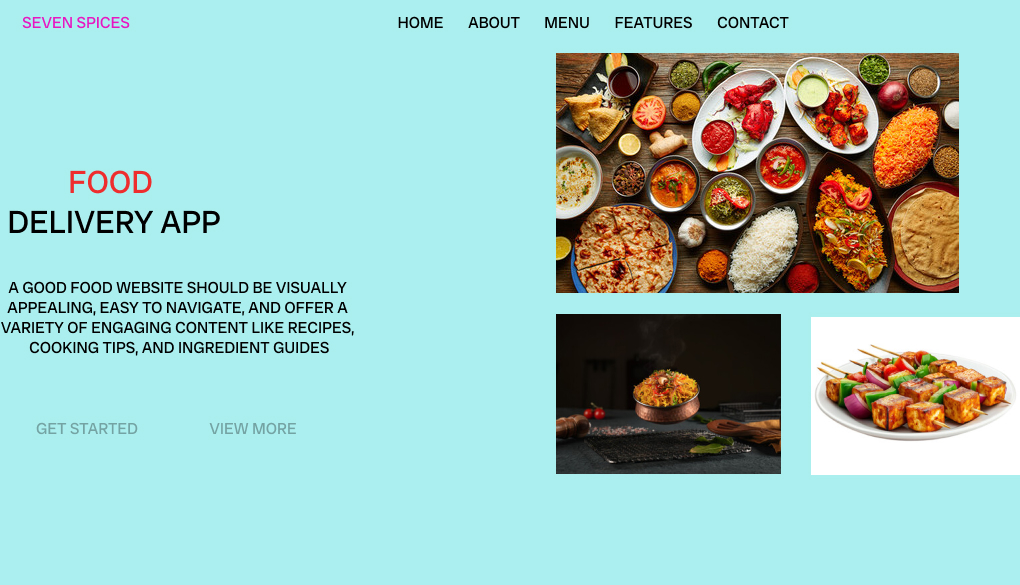 SEVEN SPICES
HOME ABOUT MENU FEATURES CONTACT
FOOD
DELIVERY APP
A GOOD FOOD WEBSITE SHOULD BE VISUALLY
APPEALING, EASY TO NAVIGATE, AND OFFER A
VARIETY OF ENGAGING CONTENT LIKE RECIPES,
COOKING TIPS, AND INGREDIENT GUIDES
GET STARTED VIEW MORE